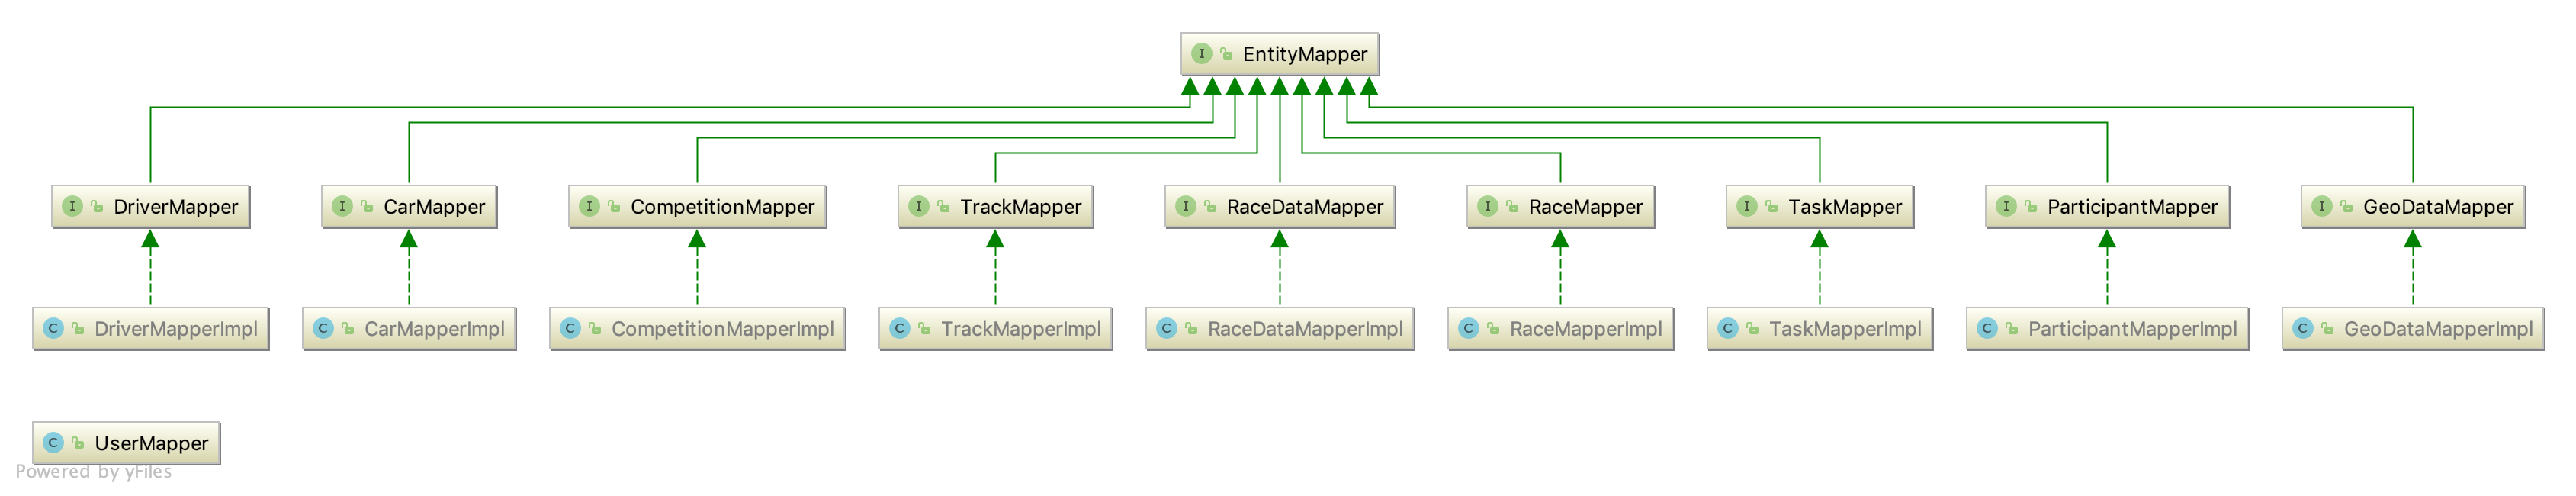 I EntityMapper
I DriverMapper
I CarMapper
I CompetitionMapper
I TrackMapper
I RaceDataMapper
I RaceMapper
I TaskMapper
I ParticipantMapper
I GeoDataMapper
C DriverMapperImpl
C CarMapperImpl
C CompetitionMapperImpl
C TrackMapperImpl
C RaceDataMapperImpl
C RaceMapperImpl
C TaskMapperImpl
C ParticipantMapperImpl
C GeoDataMapperImpl
C UserMapper
Powered by yFiles